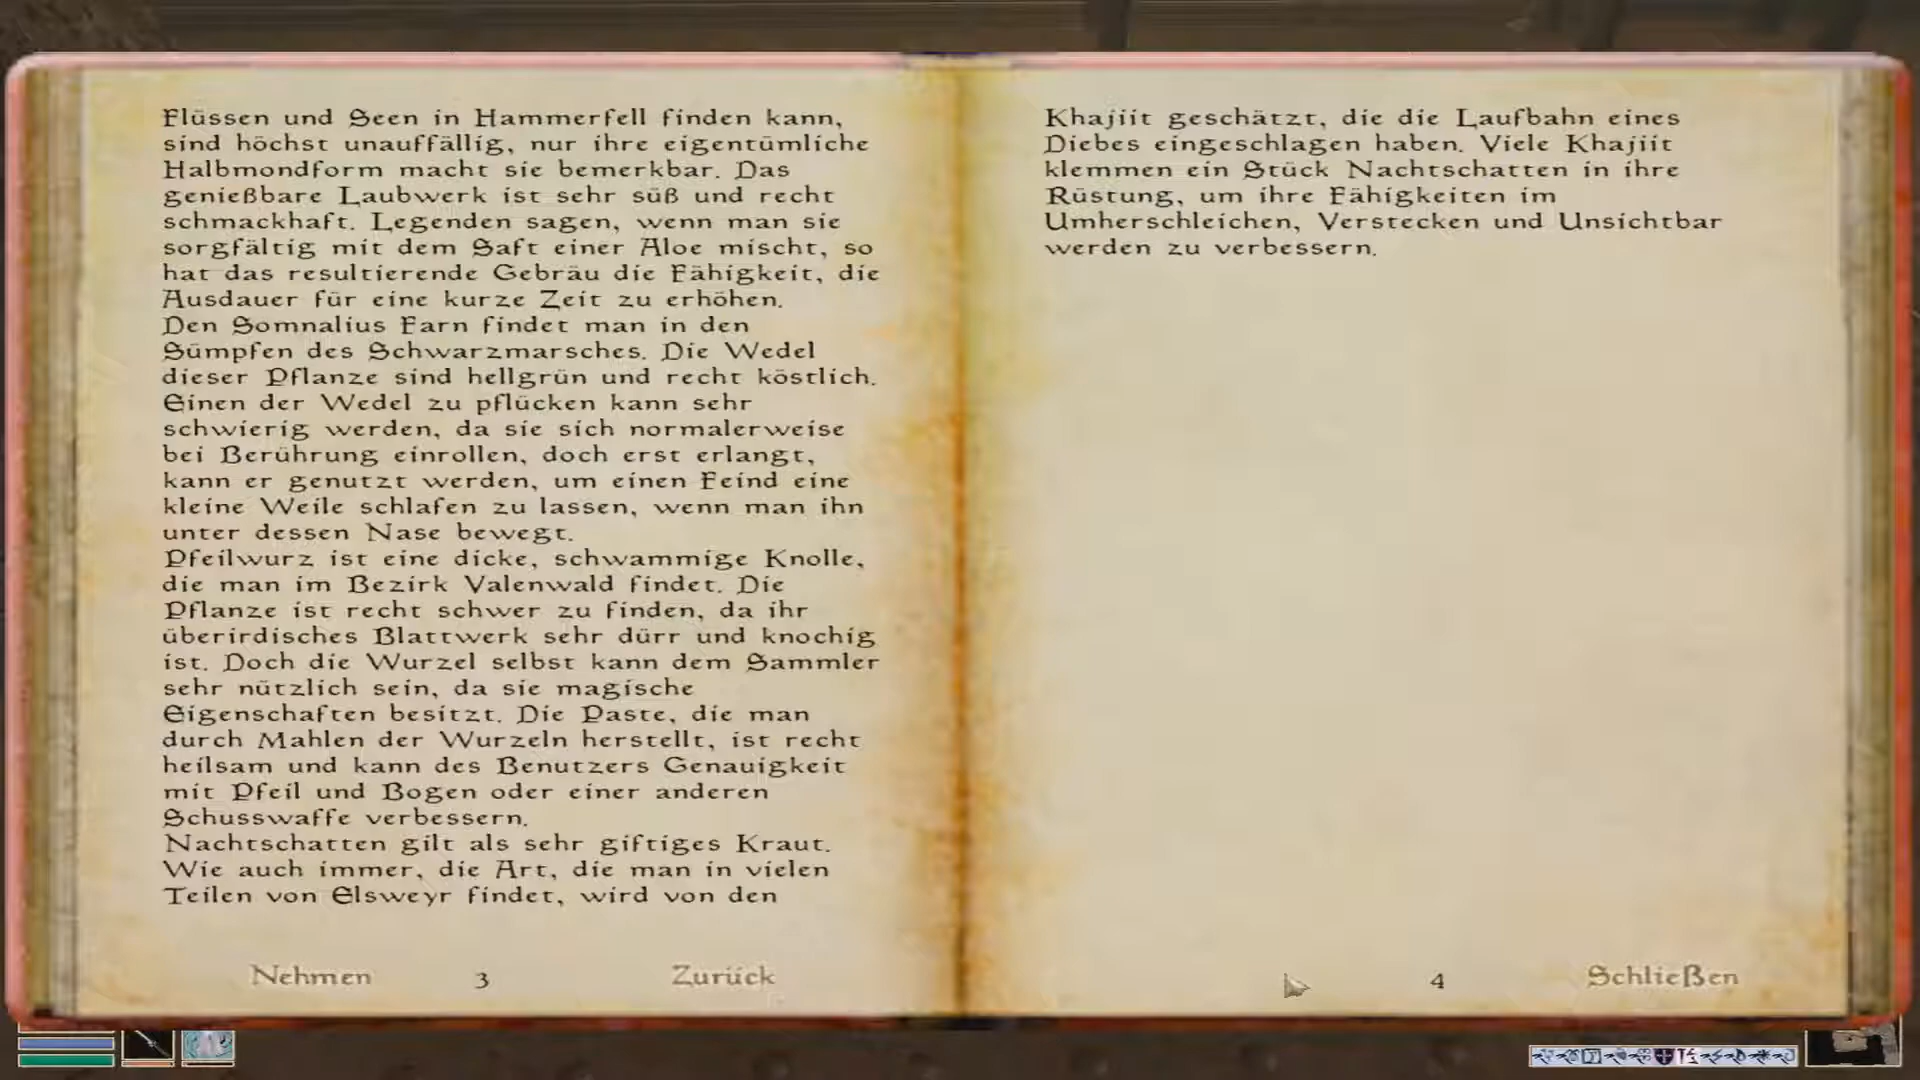 Flüssen und Seen in Hammerfell finden kann,
sind höchst unauffällig, nur ihre eigentümliche
Halbmondform macht sie bemerkbar. Das
genießbare Laubwerk ist sehr süß und recht
schmackhaft. Legenden sagen, wenn man sie
sorgfältig mit dem Saft einer Aloe mischt, so
hat das resultierende Gebräu die Fähigkeit, die
Ausdauer für eine kurze Zeit zu erhöhen.
Den Somnalius Farn findet man in den
Sümpfen des Schwarzmarsches. Die Wedel
dieser Pflanze sind hellgrün und recht köstlich.
Einen der Wedel zu pflücken kann sehr
schwierig werden, da sie sich normalerweise
bei Berührung einrollen, doch erst erlangt,
kann er genutzt werden, um einen Feind eine
kleine Weile schlafen zu lassen, wenn man ihn
unter dessen Nase bewegt.
Pfeilwurz ist eine dicke, schwammige Knolle,
die man im Bezirk Valenwald findet. Die
Pflanze ist recht schwer zu finden, da ihr
überirdisches Blattwerk sehr dürr und knochig
ist. Doch die Wurzel selbst kann dem Sammler
sehr nützlich sein, da sie magische
Eigenschaften besitzt. Die Paste, die man
durch Mahlen der Wurzeln herstellt, ist recht
heilsam und kann des Benutzers Genauigkeit
mit Pfeil und Bogen oder einer anderen
Schusswaffe verbessern.
Nachtschatten gilt als sehr giftiges Kraut.
Wie auch immer, die Art, die man in vielen
Teilen von Elsweyr findet, wird von den
Nehmen 3 Zurück
Khajiit geschätzt, die die Laufbahn eines
Diebes eingeschlagen haben. Viele Khajiit
klemmen ein Stück Nachtschatten in ihre
Rüstung, um ihre Fähigkeiten im
Umherschleichen, Verstecken und Unsichtbar
werden zu verbessern.
4 Schließen